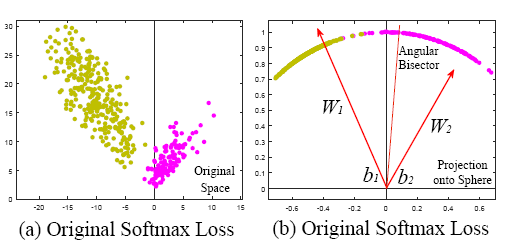 30
25
20
15
10
5
0
-20
-15
-10
-5
0
5
10
15
Original
Space
(a) Original Softmax Loss
1
0.9
0.8
0.7
0.6
0.5
0.4
0.3
0.2
0.1
0
-0.6
-0.4
-0.2
0
0.2
0.4
0.6
Angular
Bisector
W1
W2
b1
b2
Projection
onto Sphere
(b) Original Softmax Loss